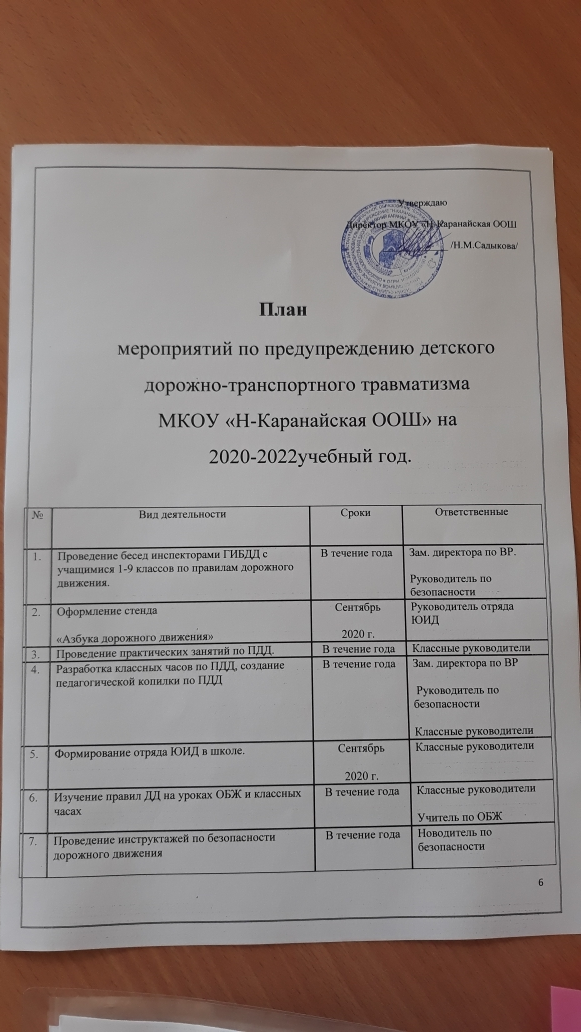 Утверждаю
Директор МКОУ «Н-Каранайская ООШ
/Н.М.Садыкова/
План
мероприятий по предупреждению детского
дорожно-транспортного травматизма
МКОУ «Н-Каранайская ООШ» на
2020-2022учебный год.
№ Вид деятельности Сроки Ответственные
1. Проведение бесед инспекторами ГИБДД с В течение года Зам. директора по ВР.
учащимися 1-9 классов по правилам дорожного
движения.
Руководитель по
безопасности
2. Оформление стенда Сентябрь Руководитель отряда
ЮИД
«Азбука дорожного движения» 2020 г.
3. Проведение практических занятий по ПДД. В течение года Классные руководители
4. Разработка классных часов по ПДД, создание В течение года Зам. директора по ВР
педагогической копилки по ПДД
Руководитель по
безопасности
Классные руководители
5. Формирование отряда ЮИД в школе. Сентябрь Классные руководители
2020 г.
6. Изучение правил ДД на уроках ОБЖ и классных В течение года Классные руководители
часах
Учитель по ОБЖ
7. Проведение инструктажей по безопасности В течение года Новодитель по
дорожного движения безопасности
6